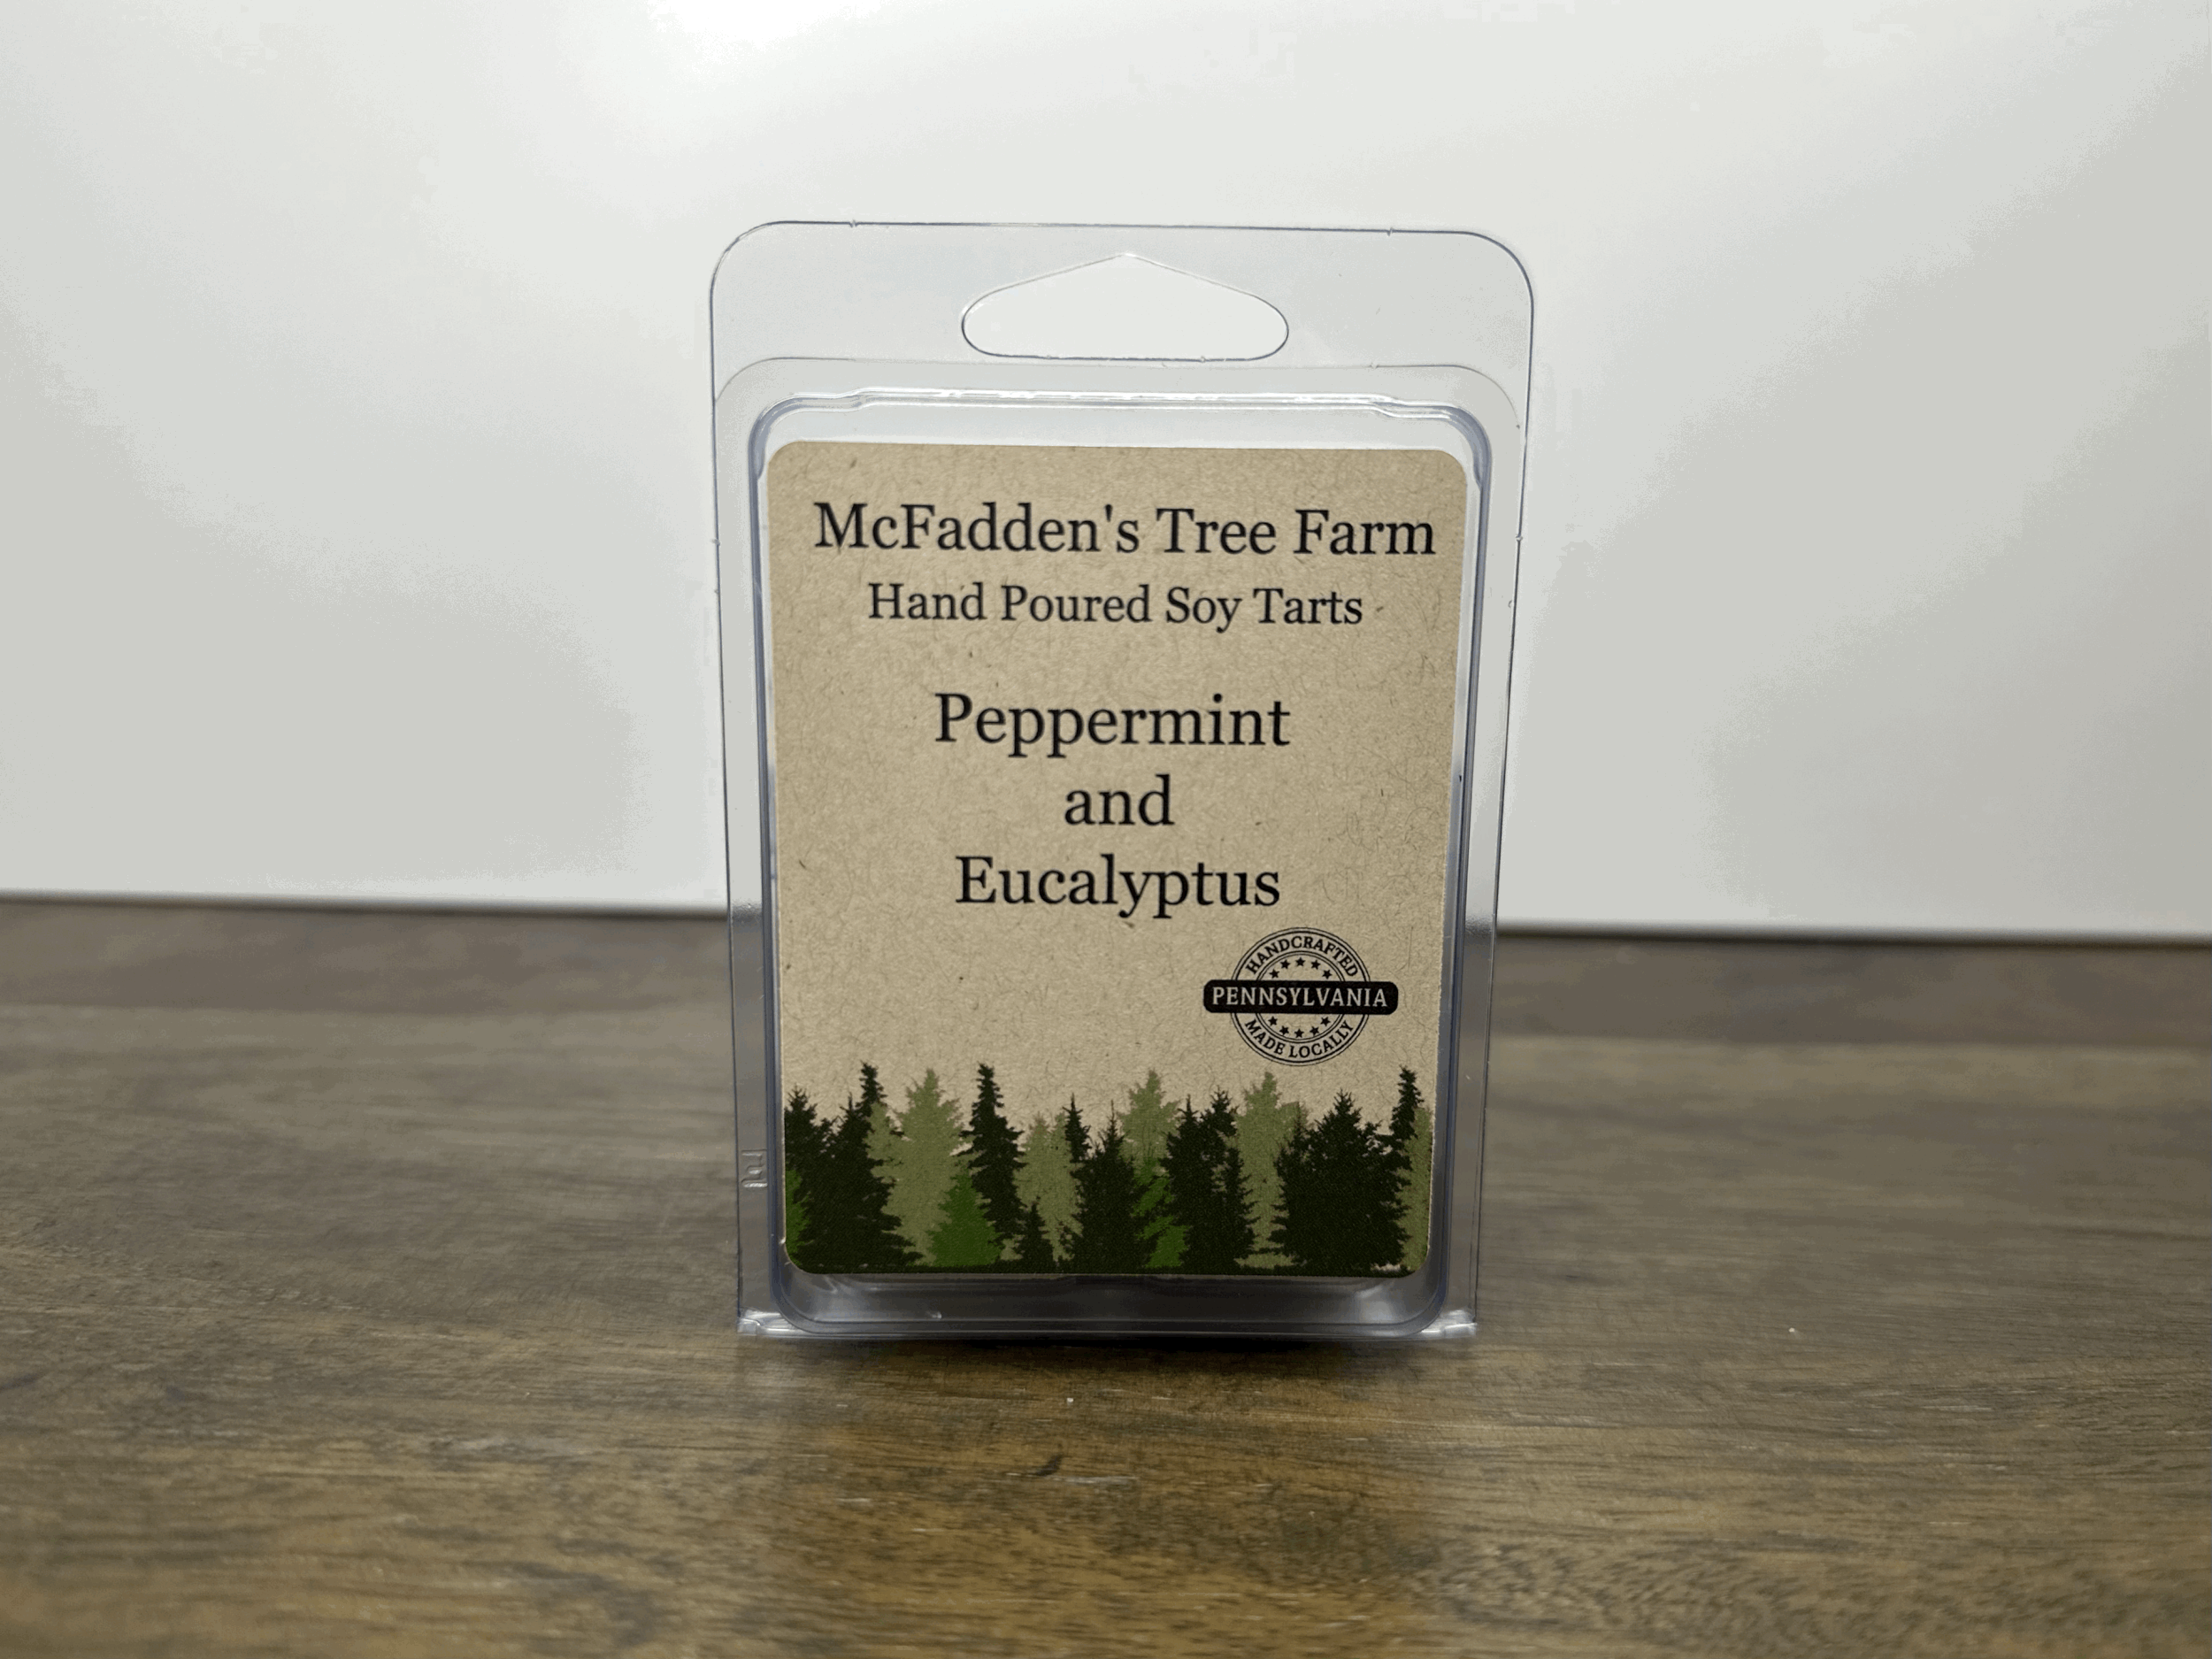 McFadden's Tree Farm
Hand Poured Soy Tarts
Peppermint
and
Eucalyptus
HANDCRAFTED
PENNSYLVANIA
MADE LOCALLY